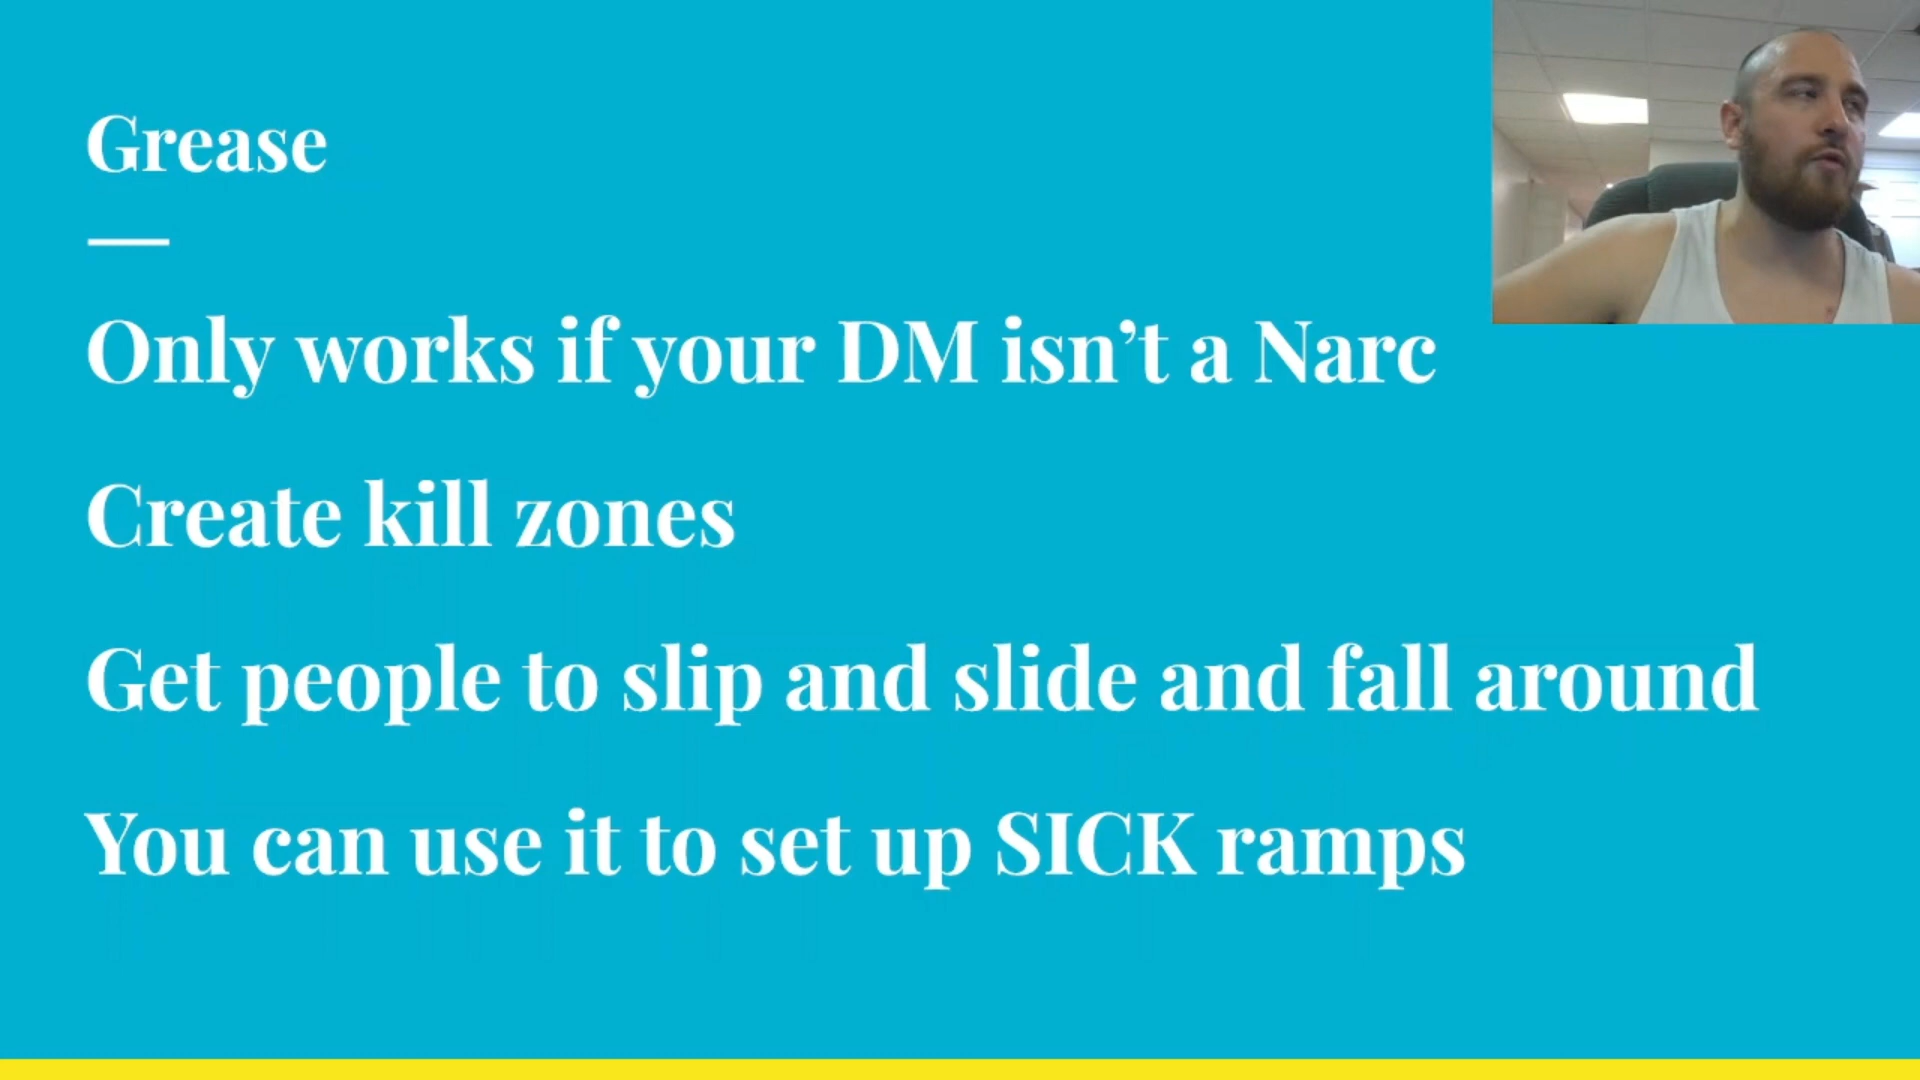 Grease
Only works if your DM isn’t a Narc
Create kill zones
Get people to slip and slide and fall around
You can use it to set up SICK ramps